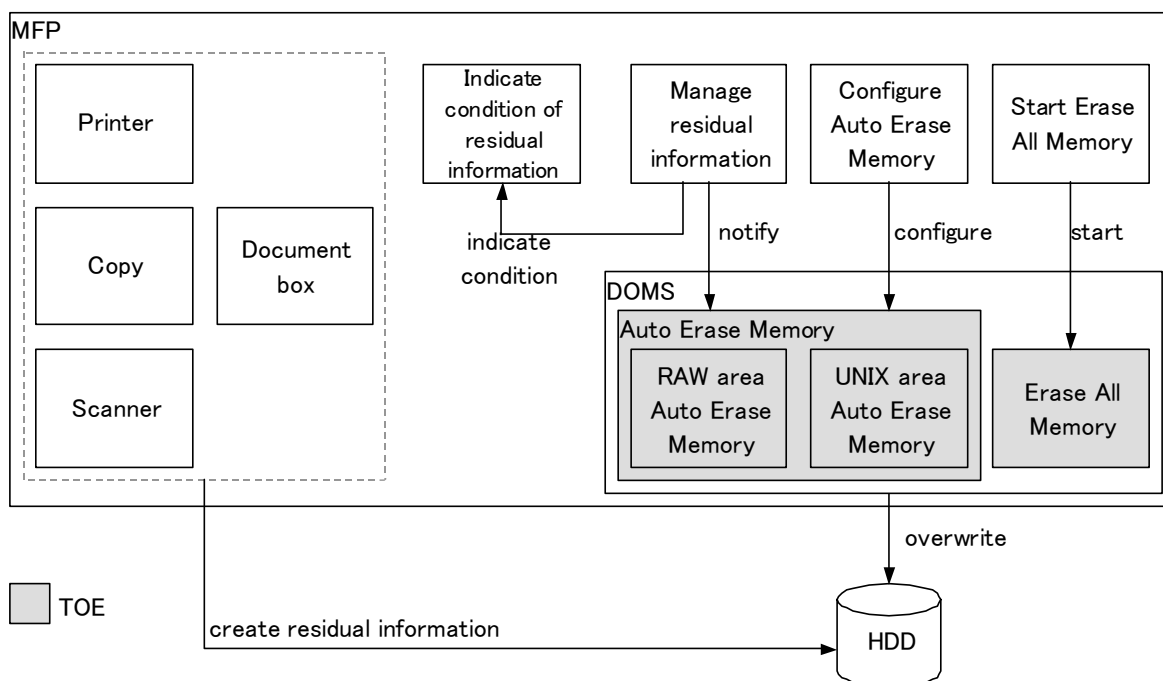 MFP
Printer
Copy
Scanner
Document
box
Indicate
condition of
residual
information
Manage
residual
information
Configure
Auto Erase
Memory
Start Erase
All Memory
indicate
condition
notify
configure
start
DOMS
Auto Erase Memory
RAW area
Auto Erase
Memory
UNIX area
Auto Erase
Memory
Erase All
Memory
overwrite
TOE
create residual information
HDD